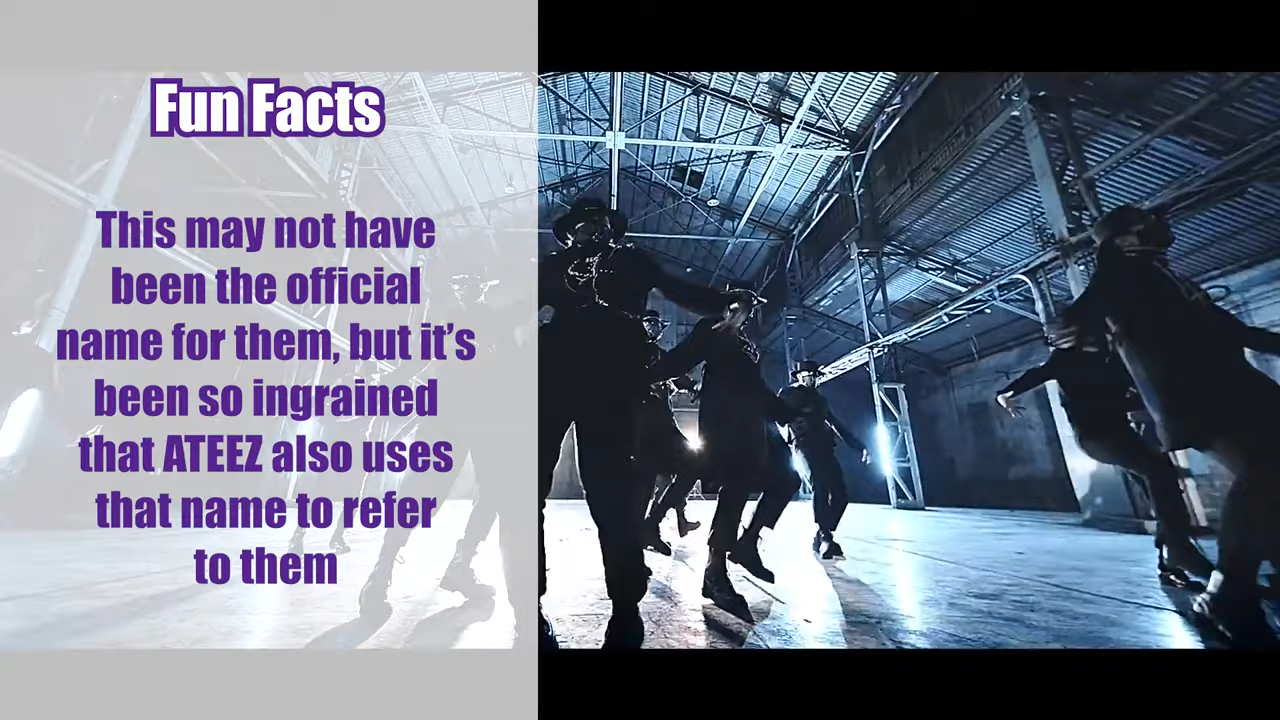 Fun Facts
This may not have
been the official
name for them, but it’s
been so ingrained
that ATEEZ also uses
that name to refer
to them